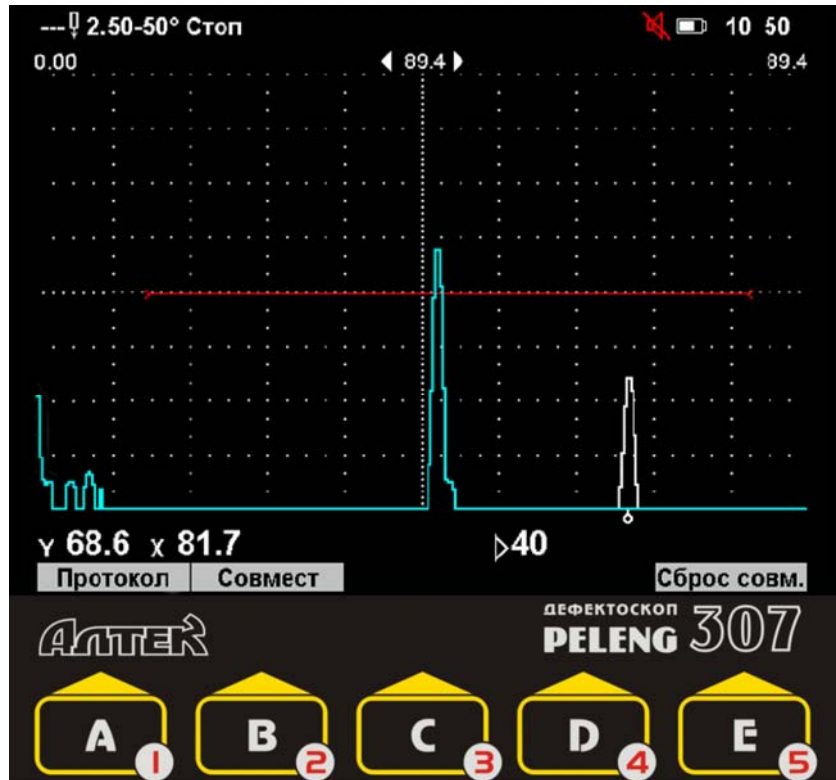 --- 2.50-50° Стоп 10 50
0.00 89.4 89.4
Y 68.6 X 81.7 40
Протокол Совмест Сброс совм.
АЛТЕК ДЕФЕКТОСКОП PELENG 307
A B C D E
1 2 3 4 5